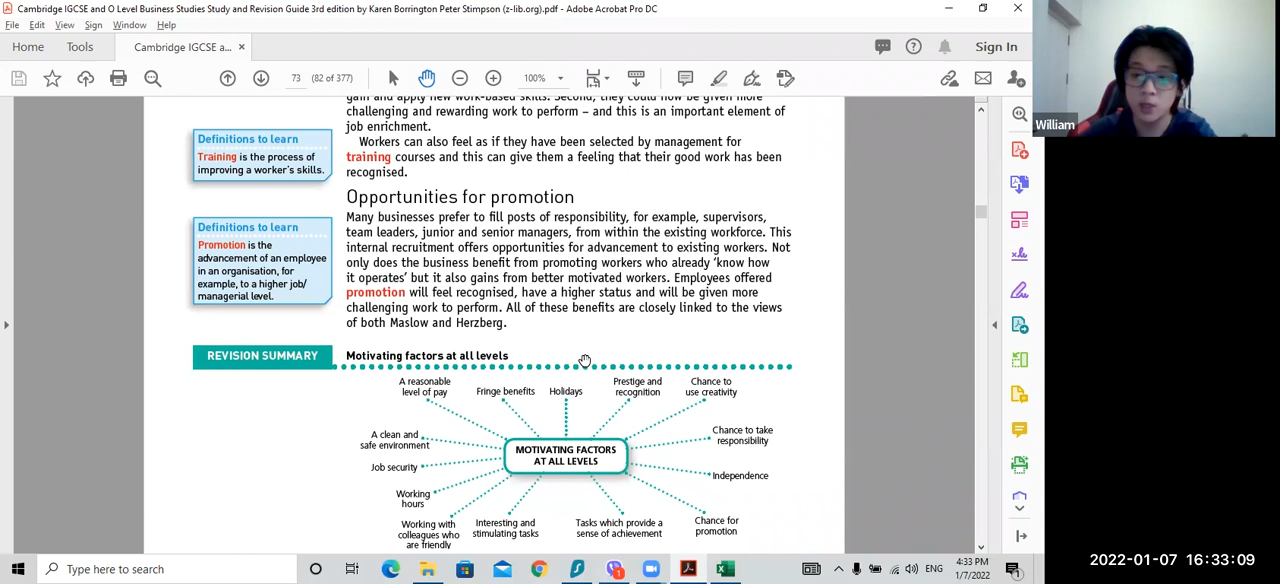 Cambridge IGCSE and O Level Business Studies Study and Revision Guide 3rd edition by Karen Borrington Peter Stimpson (z-lib.org).pdf - Adobe Acrobat Pro DC
File Edit View Sign Window Help
Home Tools Cambridge IGCSE a... × Sign In
73 (82 of 377) 100%
gain and apply new work-based skills. Second, they could now be given more
challenging and rewarding work to perform – and this is an important element of
job enrichment.
Workers can also feel as if they have been selected by management for
training courses and this can give them a feeling that their good work has been
recognised.
Definitions to learn
Training is the process of
improving a worker's skills.
Opportunities for promotion
Many businesses prefer to fill posts of responsibility, for example, supervisors,
team leaders, junior and senior managers, from within the existing workforce. This
internal recruitment offers opportunities for advancement to existing workers. Not
only does the business benefit from promoting workers who already 'know how
it operates' but it also gains from better motivated workers. Employees offered
promotion will feel recognised, have a higher status and will be given more
challenging work to perform. All of these benefits are closely linked to the views
of both Maslow and Herzberg.
Definitions to learn
Promotion is the
advancement of an employee
in an organisation, for
example, to a higher job/
managerial level.
REVISION SUMMARY
Motivating factors at all levels
A reasonable
level of pay
Fringe benefits
Holidays
Prestige and
recognition
Chance to
use creativity
A clean and
safe environment
Chance to take
responsibility
MOTIVATING FACTORS
AT ALL LEVELS
Job security
Independence
Working
hours
Working with
colleagues who
are friendly
Interesting and
stimulating tasks
Tasks which provide a
sense of achievement
Chance for
promotion
William
Type here to search
ENG
4:33 PM
1/7/2022
2022-01-07 16:33:09